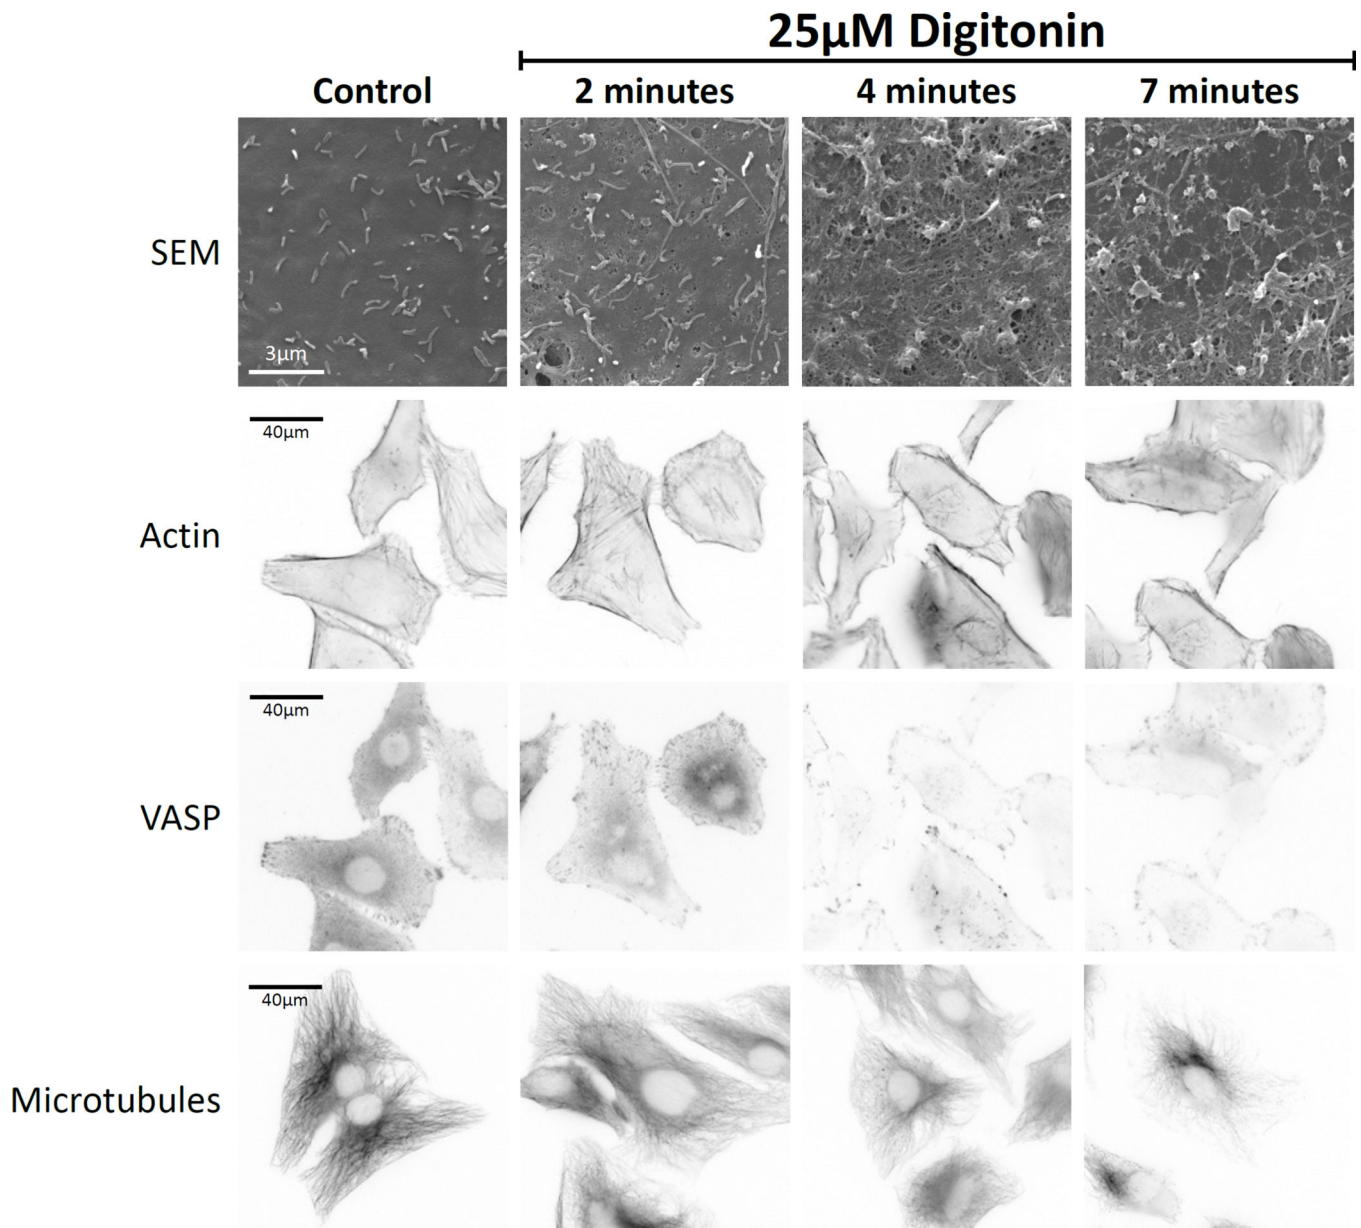 25μM Digitonin
Control
2 minutes
4 minutes
7 minutes
SEM
3μm
Actin
40μm
VASP
40μm
Microtubules
40μm